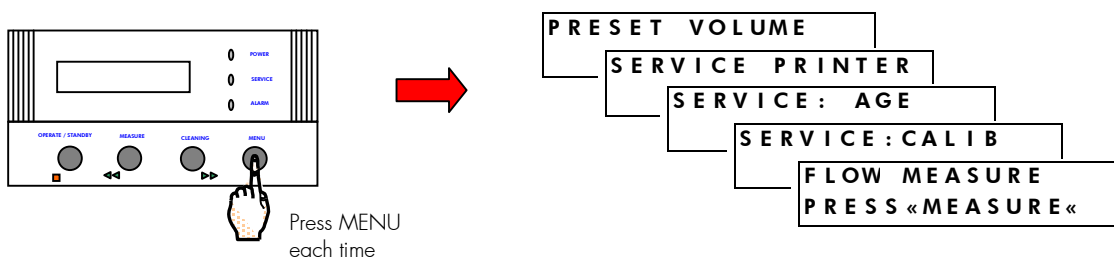 POWER
SERVICE
ALARM
OPERATE / STANDBY MEASURE CLEANING MENU
Press MENU
each time
PRESET VOLUME
SERVICE PRINTER
SERVICE: AGE
SERVICE:CALIB
FLOW MEASURE
PRESS«MEASURE«